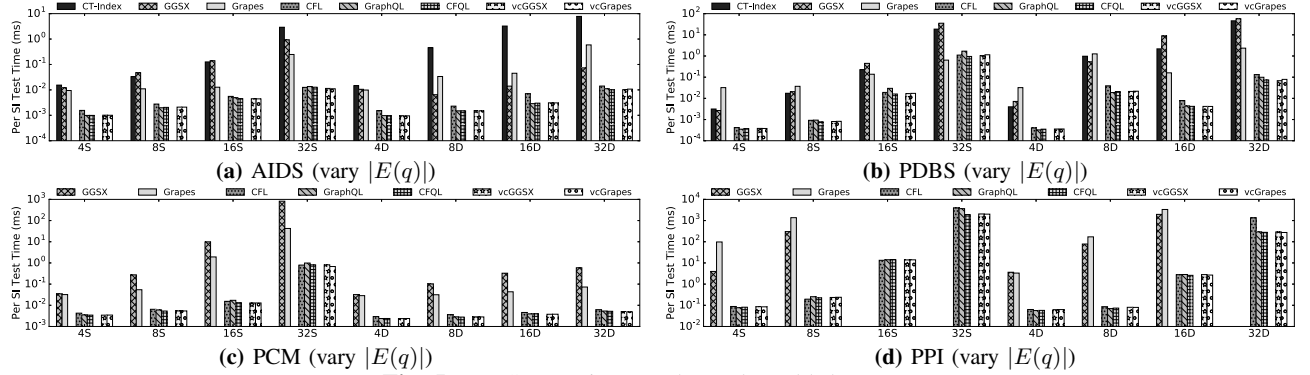 CT-Index GGSX Grapes CFL GraphQL CFQL vcGGSX vcGrapes
Per SI Test Time (ms)
10^1
10^0
10^-1
10^-2
10^-3
10^-4
4S 8S 16S 32S 4D 8D 16D 32D
(a) AIDS (vary |E(q)|)
CT-Index GGSX Grapes CFL GraphQL CFQL vcGGSX vcGrapes
Per SI Test Time (ms)
10^2
10^1
10^0
10^-1
10^-2
10^-3
10^-4
4S 8S 16S 32S 4D 8D 16D 32D
(b) PDBS (vary |E(q)|)
GGSX Grapes CFL GraphQL CFQL vcGGSX vcGrapes
Per SI Test Time (ms)
10^3
10^2
10^1
10^0
10^-1
10^-2
10^-3
4S 8S 16S 32S 4D 8D 16D 32D
(c) PCM (vary |E(q)|)
GGSX Grapes CFL GraphQL CFQL vcGGSX vcGrapes
Per SI Test Time (ms)
10^4
10^3
10^2
10^1
10^0
10^-1
10^-2
4S 8S 16S 32S 4D 8D 16D 32D
(d) PPI (vary |E(q)|)